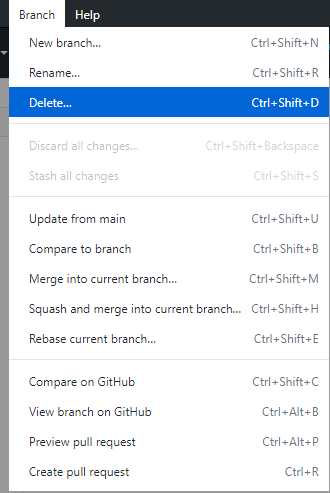 Branch Help
New branch... Ctrl+Shift+N
Rename... Ctrl+Shift+R
Delete... Ctrl+Shift+D
Discard all changes... Ctrl+Shift+Backspace
Stash all changes Ctrl+Shift+S
Update from main Ctrl+Shift+U
Compare to branch Ctrl+Shift+B
Merge into current branch... Ctrl+Shift+M
Squash and merge into current branch... Ctrl+Shift+H
Rebase current branch... Ctrl+Shift+E
Compare on GitHub Ctrl+Shift+C
View branch on GitHub Ctrl+Alt+B
Preview pull request Ctrl+Alt+P
Create pull request Ctrl+R